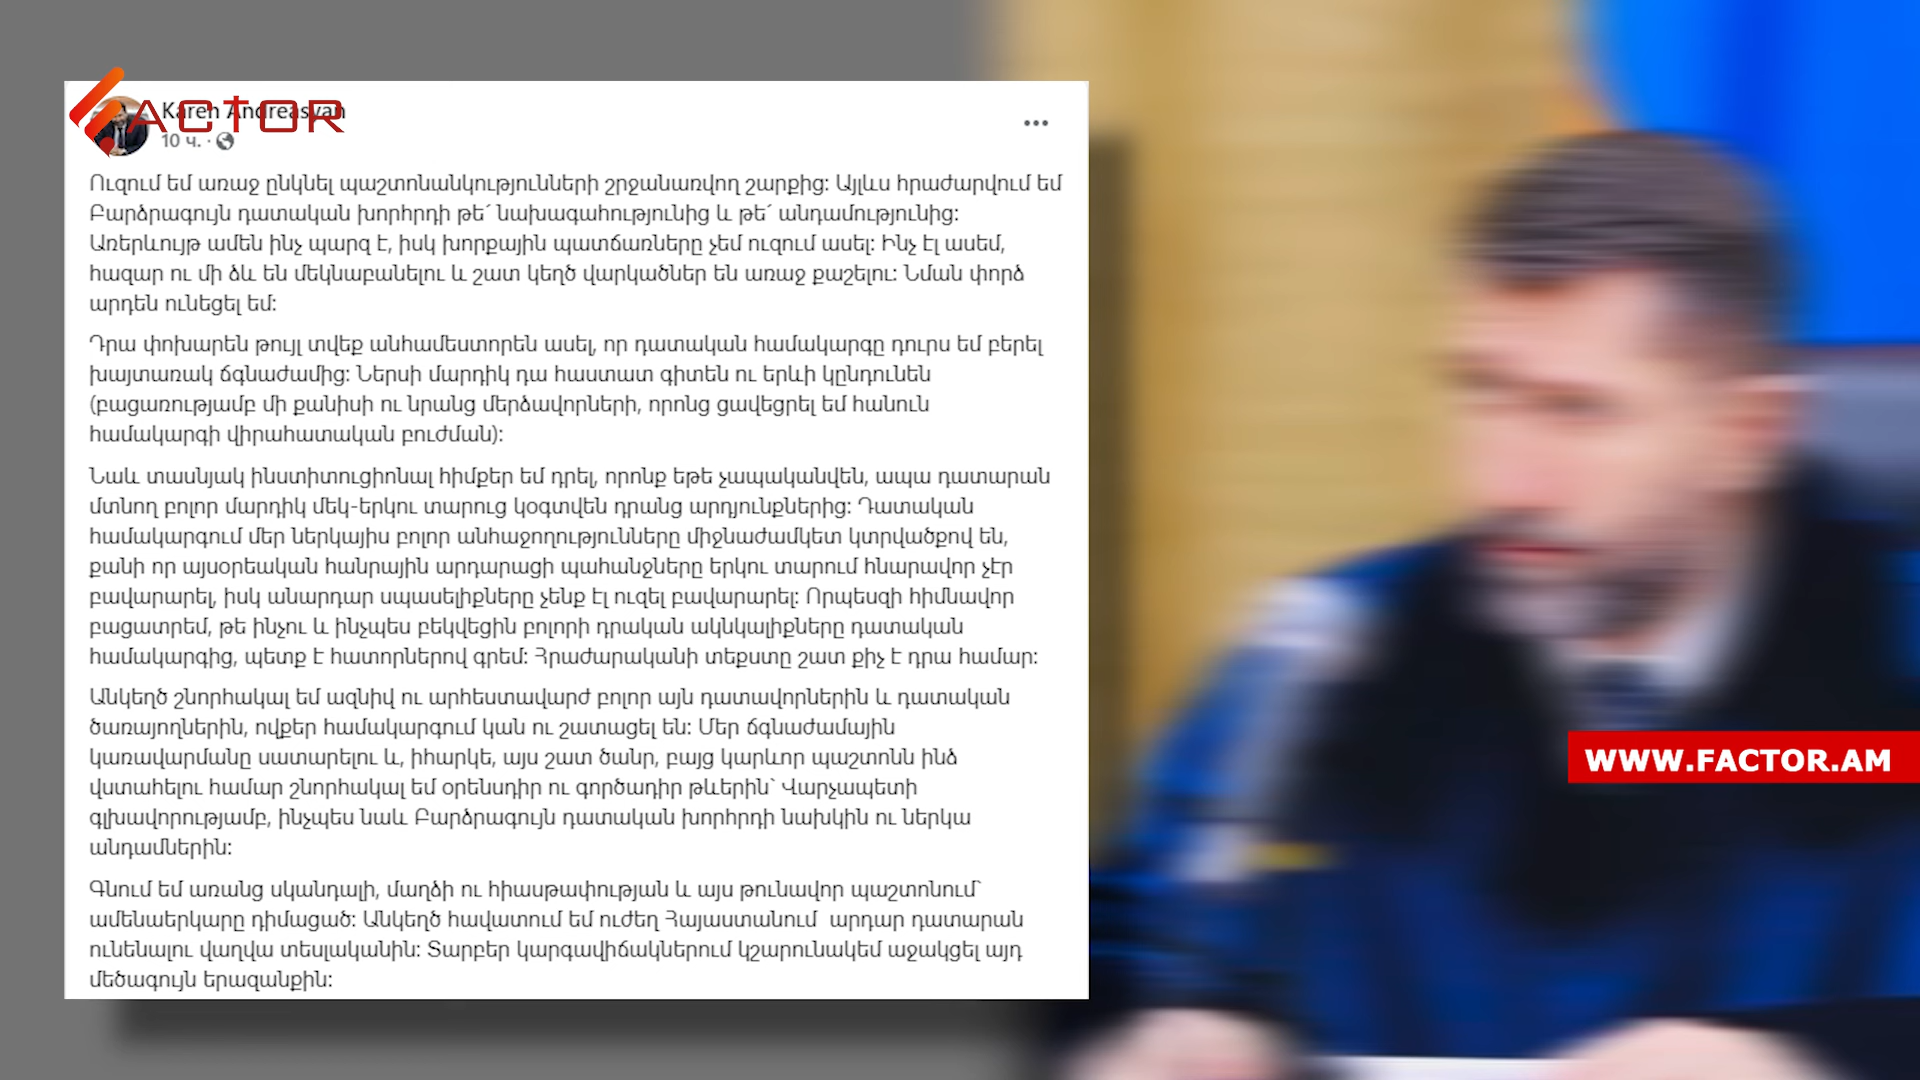 FACTOR
Karen Andreasyan
10 ч. ·
Ուզում եմ առաջ ընկնել պաշտոնանկությունների շրջանառվող շարքից: Այլևս հրաժարվում եմ
Բարձրագույն դատական խորհրդի թե՛ նախագահությունից և թե՛ անդամությունից:
Առերևույթ ամեն ինչ պարզ է, իսկ խորքային պատճառները չեմ ուզում ասել: Ինչ էլ ասեմ,
հազար ու մի ձև են մեկնաբանելու և շատ կեղծ վարկածներ են առաջ քաշելու: Նման փորձ
արդեն ունեցել եմ:
Դրա փոխարեն թույլ տվեք անհամեստորեն ասել, որ դատական համակարգը դուրս եմ բերել
խայտառակ ճգնաժամից: Ներսի մարդիկ դա հաստատ գիտեն ու երևի կընդունեն
(բացառությամբ մի քանիսի ու նրանց մերձավորների, որոնց ցավեցրել եմ հանուն
համակարգի վիրահատական բուժման):
Նաև տասնյակ ինստիտուցիոնալ հիմքեր եմ դրել, որոնք եթե չապականվեն, ապա դատարան
մտնող բոլոր մարդիկ մեկ-երկու տարուց կօգտվեն դրանց արդյունքներից: Դատական
համակարգում մեր ներկայիս բոլոր անհաջողությունները միջնաժամկետ կտրվածքով են,
քանի որ այսօրեական հանրային արդարացի պահանջները երկու տարում հնարավոր չէր
բավարարել, իսկ անարդար սպասելիքները չենք էլ ուզել բավարարել: Որպեսզի հիմնավոր
բացատրեմ, թե ինչու և ինչպես բեկվեցին բոլորի դրական ակնկալիքները դատական
համակարգից, պետք է հատորներով գրեմ: Հրաժարականի տեքստը շատ քիչ է դրա համար:
Անկեղծ շնորհակալ եմ ազնիվ ու արհեստավարժ բոլոր այն դատավորներին և դատական
ծառայողներին, ովքեր համակարգում կան ու շատացել են: Մեր ճգնաժամային
կառավարմանը սատարելու և, իհարկե, այս շատ ծանր, բայց կարևոր պաշտոնն ինձ
վստահելու համար շնորհակալ եմ օրենսդիր ու գործադիր թևերին` Վարչապետի
գլխավորությամբ, ինչպես նաև Բարձրագույն դատական խորհրդի նախկին ու ներկա
անդամներին:
Գնում եմ առանց սկանդալի, մաղձի ու հիասթափության և այս թունավոր պաշտոնում`
ամենաերկարը դիմացած: Անկեղծ հավատում եմ ուժեղ Հայաստանում արդար դատարան
ունենալու վաղվա տեսլականին: Տարբեր կարգավիճակներում կշարունակեմ աջակցել այդ
մեծագույն երազանքին:
WWW.FACTOR.AM